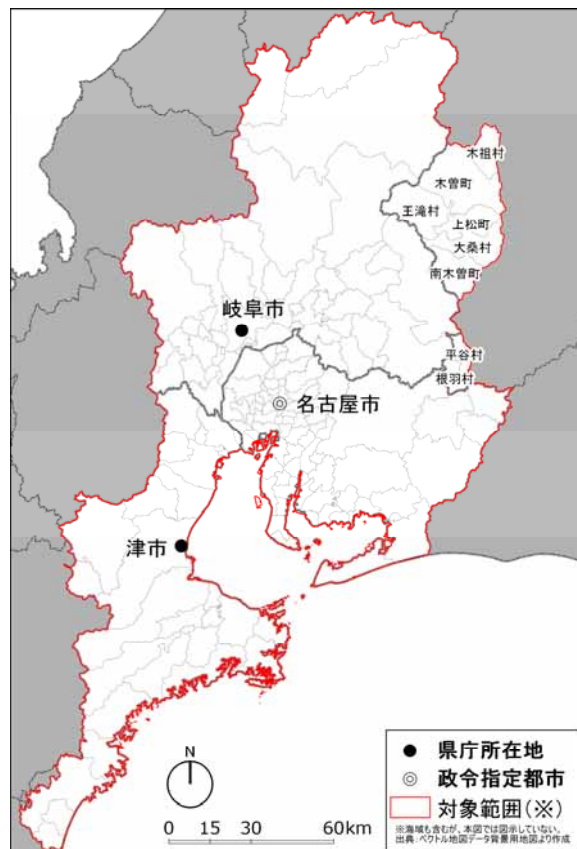 木祖村
木曽町
王滝村
上松町
大桑村
南木曽町
岐阜市
平谷村
根羽村
名古屋市
津市
N
0 15 30 60km
● 県庁所在地
◎ 政令指定都市
対象範囲(※)
※海域も含むが、本図では図示していない。
出典:ベクトル地図データ背景用地図より作成